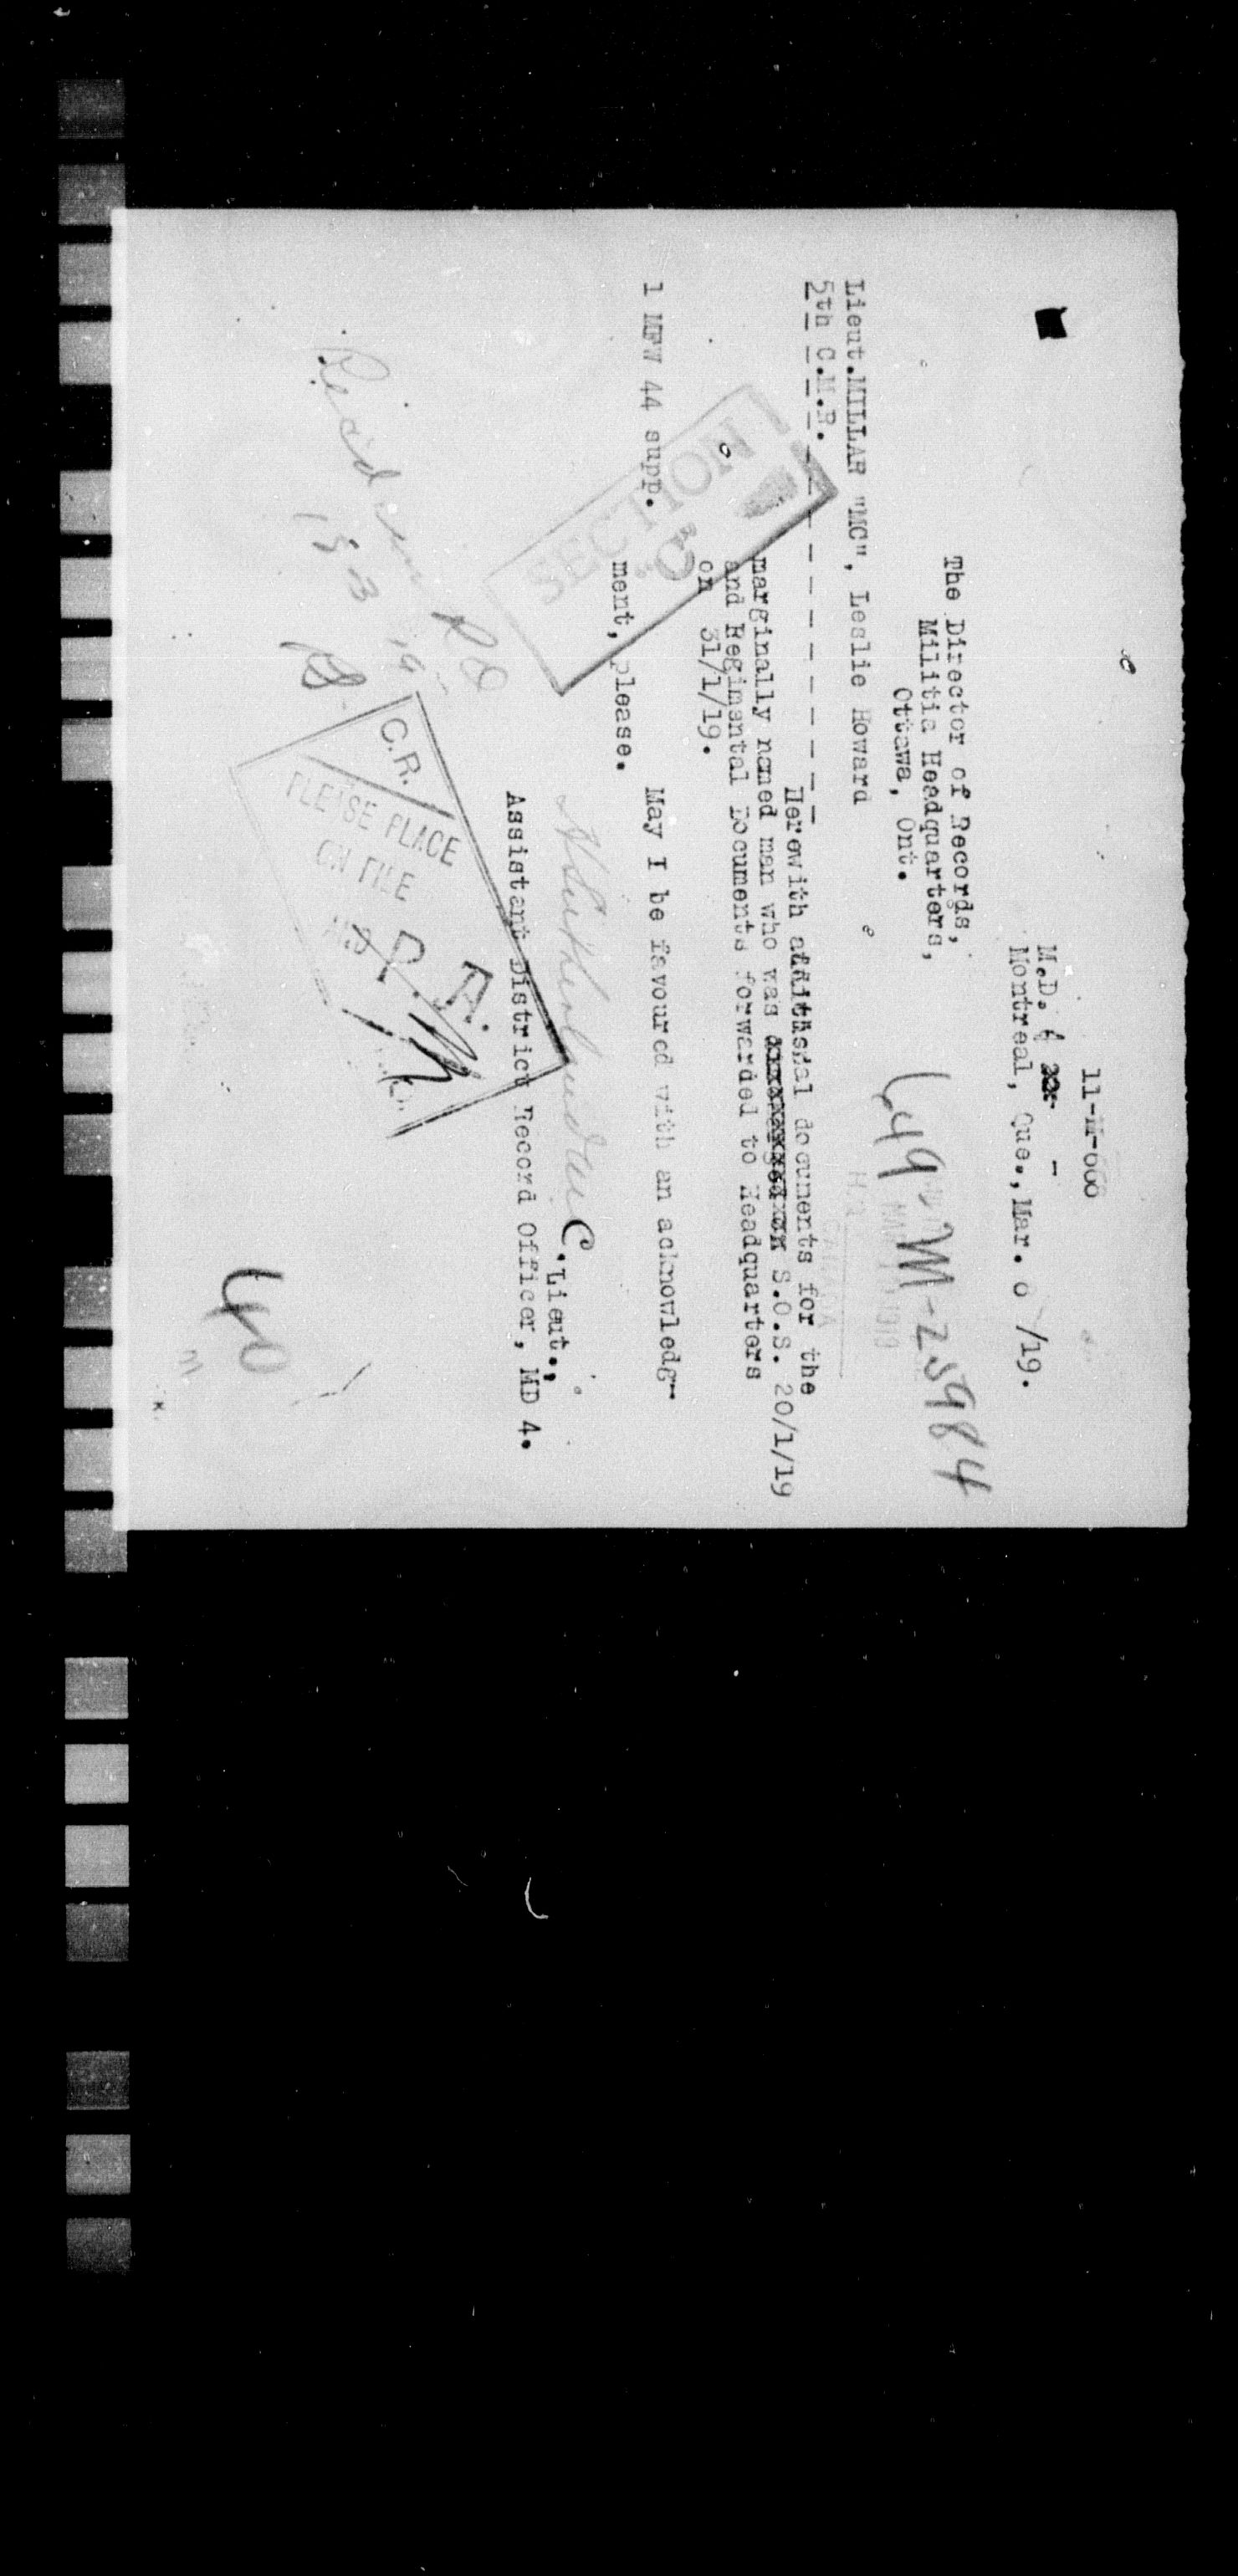 11-M-666
M.D. 4
Montreal, Que., Mar. 8 /19.
The Director of Records,
Militia Headquarters,
Ottawa, Ont.
649-M-25984
Lieut.MILLAR "MC", Leslie Howard
5th C.M.R.
Herewith additional documents for the
marginally named man who was S.O.S. 20/1/19
and Regimental Documents forwarded to Headquarters
on 31/1/19.
1 MFW 44 supp.
May I be favoured with an acknowledg-
ment, please.
C. Lieut.,
Assistant District Record Officer, MD 4.
SECTION
"O"
C.R.
PLEASE PLACE
ON FILE
P. A.
40